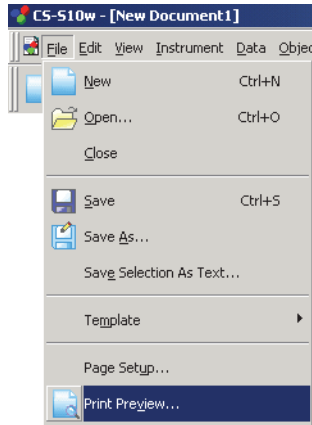 CS-S10w - [New Document1]
File Edit View Instrument Data Objec
New Ctrl+N
Open... Ctrl+O
Close
Save Ctrl+S
Save As...
Save Selection As Text...
Template
Page Setup...
Print Preview...